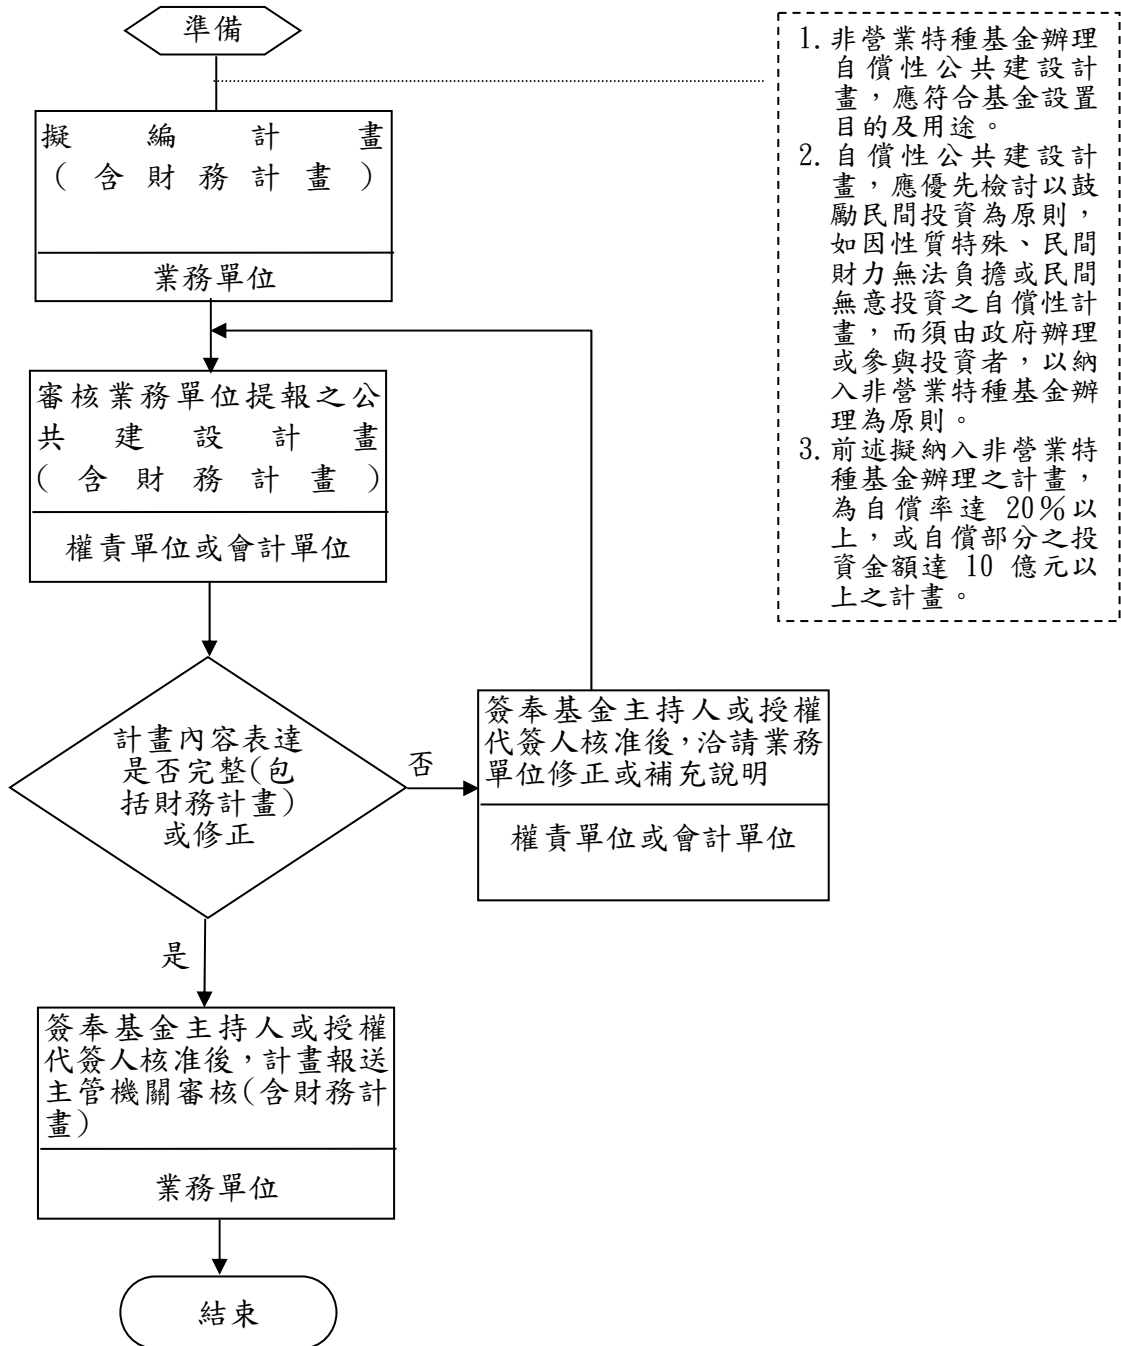 準備
擬編計畫
(含財務計畫)
業務單位
審核業務單位提報之公
共建設計畫
(含財務計畫)
權責單位或會計單位
計畫內容表達
是否完整(包
括財務計畫)
或修正
否
簽奉基金主持人或授權
代簽人核准後,洽請業務
單位修正或補充說明
權責單位或會計單位
是
簽奉基金主持人或授權
代簽人核准後,計畫報送
主管機關審核(含財務計
畫)
業務單位
結束
1. 非營業特種基金辦理
自償性公共建設計
畫,應符合基金設置
目的及用途。
2. 自償性公共建設計
畫,應優先檢討以鼓
勵民間投資為原則,
如因性質特殊、民間
財力無法負擔或民間
無意投資之自償性計
畫,而須由政府辦理
或參與投資者,以納
入非營業特種基金辦
理為原則。
3. 前述擬納入非營業特
種基金辦理之計畫,
為自償率達 20%以
上,或自償部分之投
資金額達 10 億元以
上之計畫。